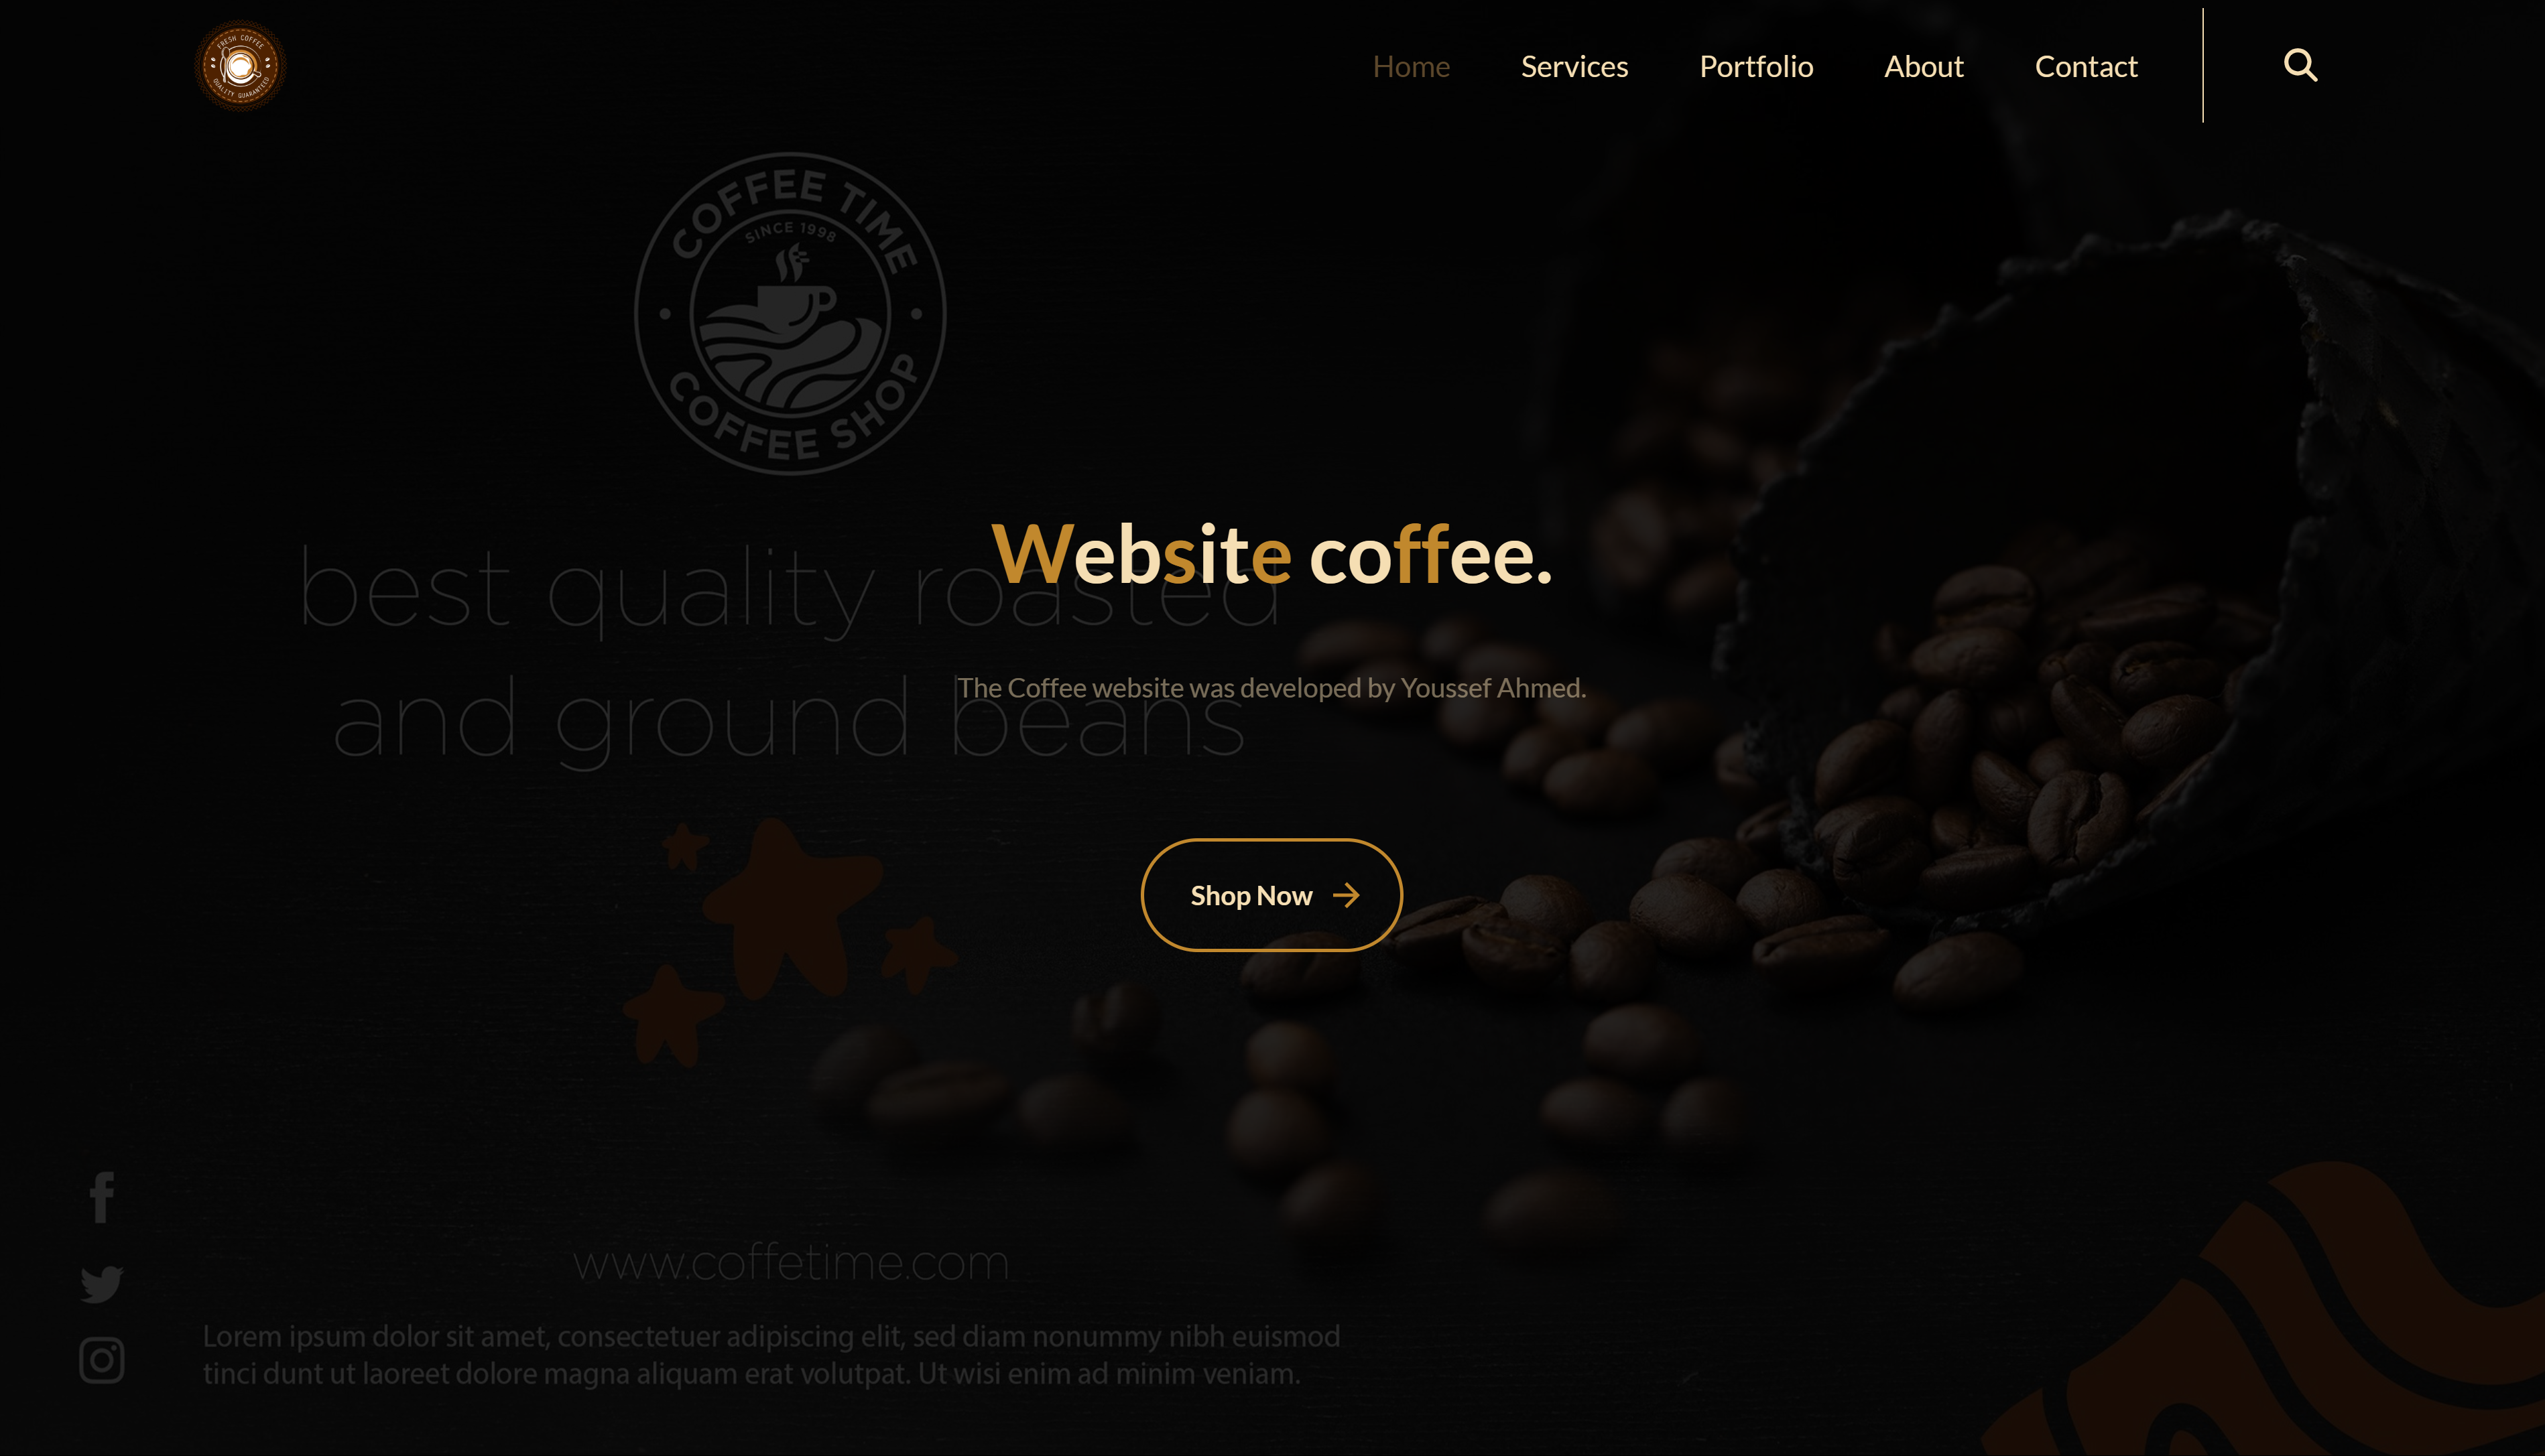 FRESH COFFEE
QUALITY GUARANTEED
Home Services Portfolio About Contact
COFFEE TIME
SINCE 1998
COFFEE SHOP
Website coffee.
best quality roasted
The Coffee website was developed by Youssef Ahmed.
and ground beans
Shop Now
www.coffetime.com
Lorem ipsum dolor sit amet, consectetuer adipiscing elit, sed diam nonummy nibh euismod
tinci dunt ut laoreet dolore magna aliquam erat volutpat. Ut wisi enim ad minim veniam.